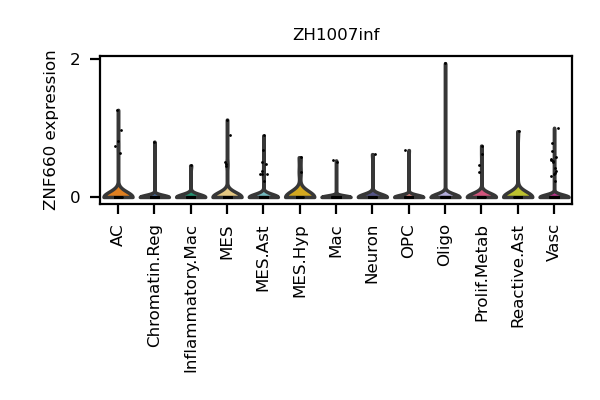 ZH1007inf
ZNF660 expression
2
0
AC
Chromatin.Reg
Inflammatory.Mac
MES
MES.Ast
MES.Hyp
Mac
Neuron
OPC
Oligo
Prolif.Metab
Reactive.Ast
Vasc